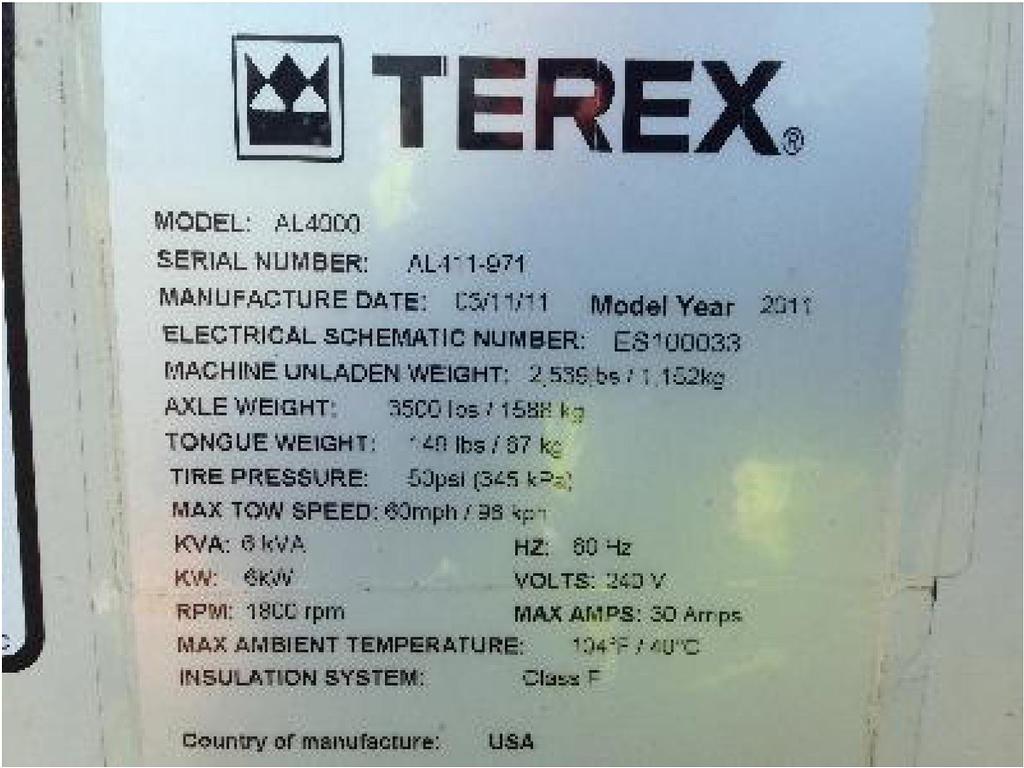 TEREX®
MODEL: AL4000
SERIAL NUMBER: AL411-971
MANUFACTURE DATE: 03/11/11 Model Year 2011
ELECTRICAL SCHEMATIC NUMBER: ES100033
MACHINE UNLADEN WEIGHT: 2,539lbs / 1,152kg
AXLE WEIGHT: 3500 lbs / 1588 kg
TONGUE WEIGHT: lbs / 67 kg
TIRE PRESSURE: 50psi (345 kPa)
MAX TOW SPEED: 60mph / 96 kph
KVA: 6 kVA HZ: 60 Hz
KW: 6kW VOLTS: 240 V
RPM: 1800 rpm MAX AMPS: 30 Amps
MAX AMBIENT TEMPERATURE: 104°F / 40°C
INSULATION SYSTEM: Class F
Country of manufacture: USA